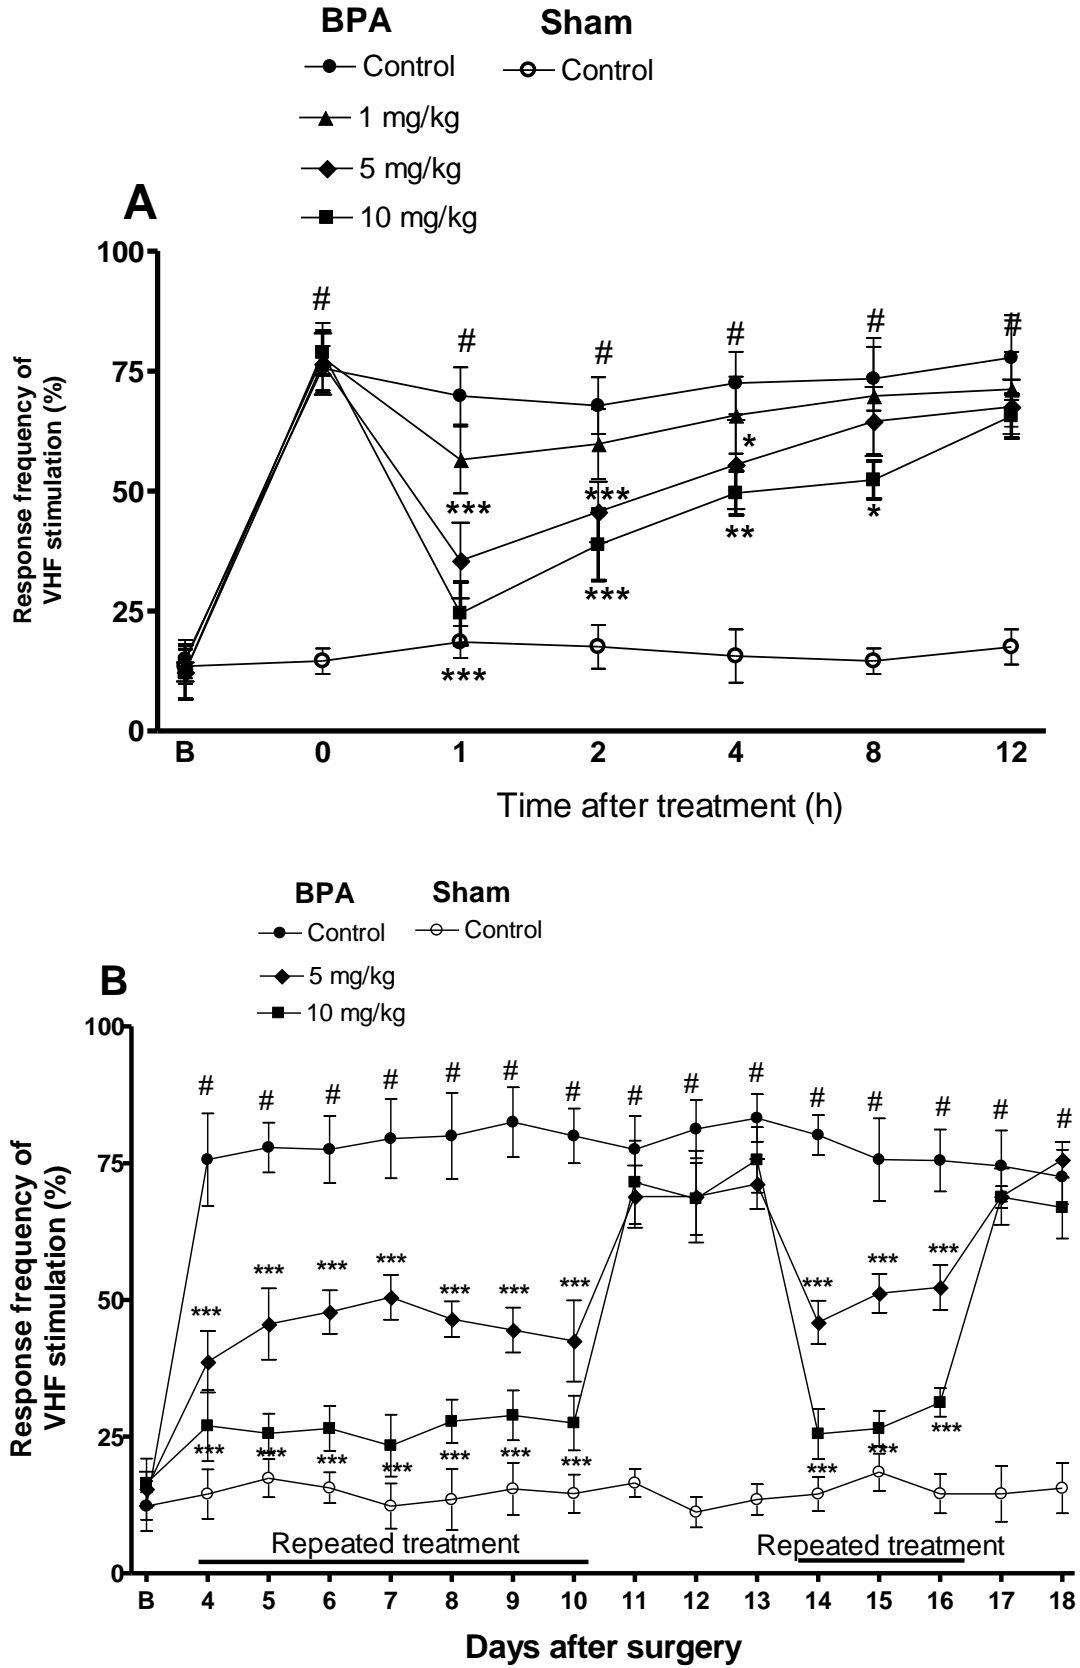 BPA Sham
Control Control
1 mg/kg
5 mg/kg
10 mg/kg
A
100
75
50
25
0
Response frequency of
VHF stimulation (%)
# # # # # #
*** *** * *
*** **
***
B 0 1 2 4 8 12
Time after treatment (h)
BPA Sham
Control Control
5 mg/kg
10 mg/kg
B
100
75
50
25
0
Response frequency of
VHF stimulation (%)
# # # # # # # # # # # # # # #
*** *** *** *** *** *** *** *** *** ***
*** *** *** *** *** *** *** *** *** ***
Repeated treatment Repeated treatment
B 4 5 6 7 8 9 10 11 12 13 14 15 16 17 18
Days after surgery